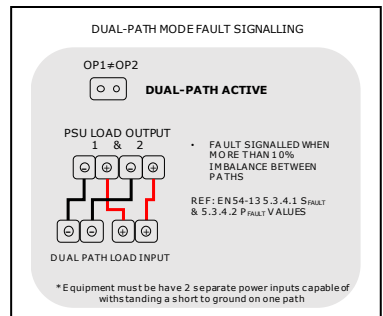 DUAL-PATH MODE FAULT SIGNALLING
OP1≠OP2
DUAL-PATH ACTIVE
PSU LOAD OUTPUT
1 & 2
- + - +
- - + +
DUAL PATH LOAD INPUT
• FAULT SIGNALLED WHEN
MORE THAN 10%
IMBALANCE BETWEEN
PATHS
REF: EN54-13 5.3.4.1 SFAULT
& 5.3.4.2 PFAULT VALUES
*Equipment must be have 2 separate power inputs capable of
withstanding a short to ground on one path